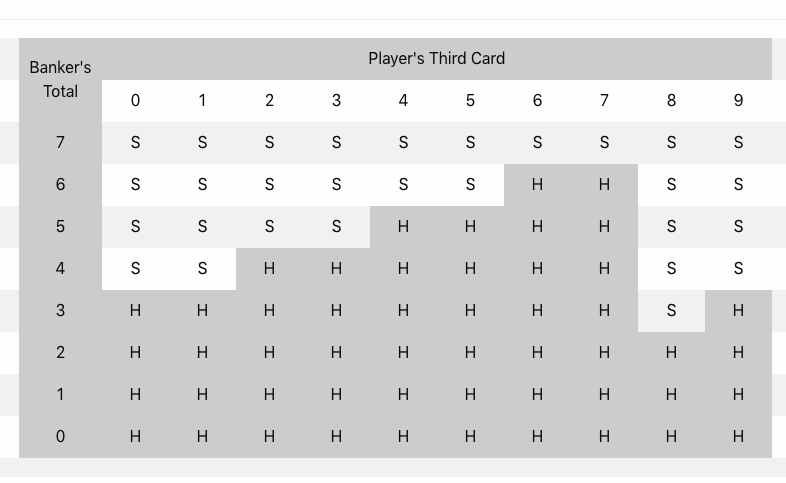 Player's Third Card
Banker's
Total
0 1 2 3 4 5 6 7 8 9
7 S S S S S S S S S S
6 S S S S S S H H S S
5 S S S S H H H H S S
4 S S H H H H H H S S
3 H H H H H H H H S H
2 H H H H H H H H H H
1 H H H H H H H H H H
0 H H H H H H H H H H